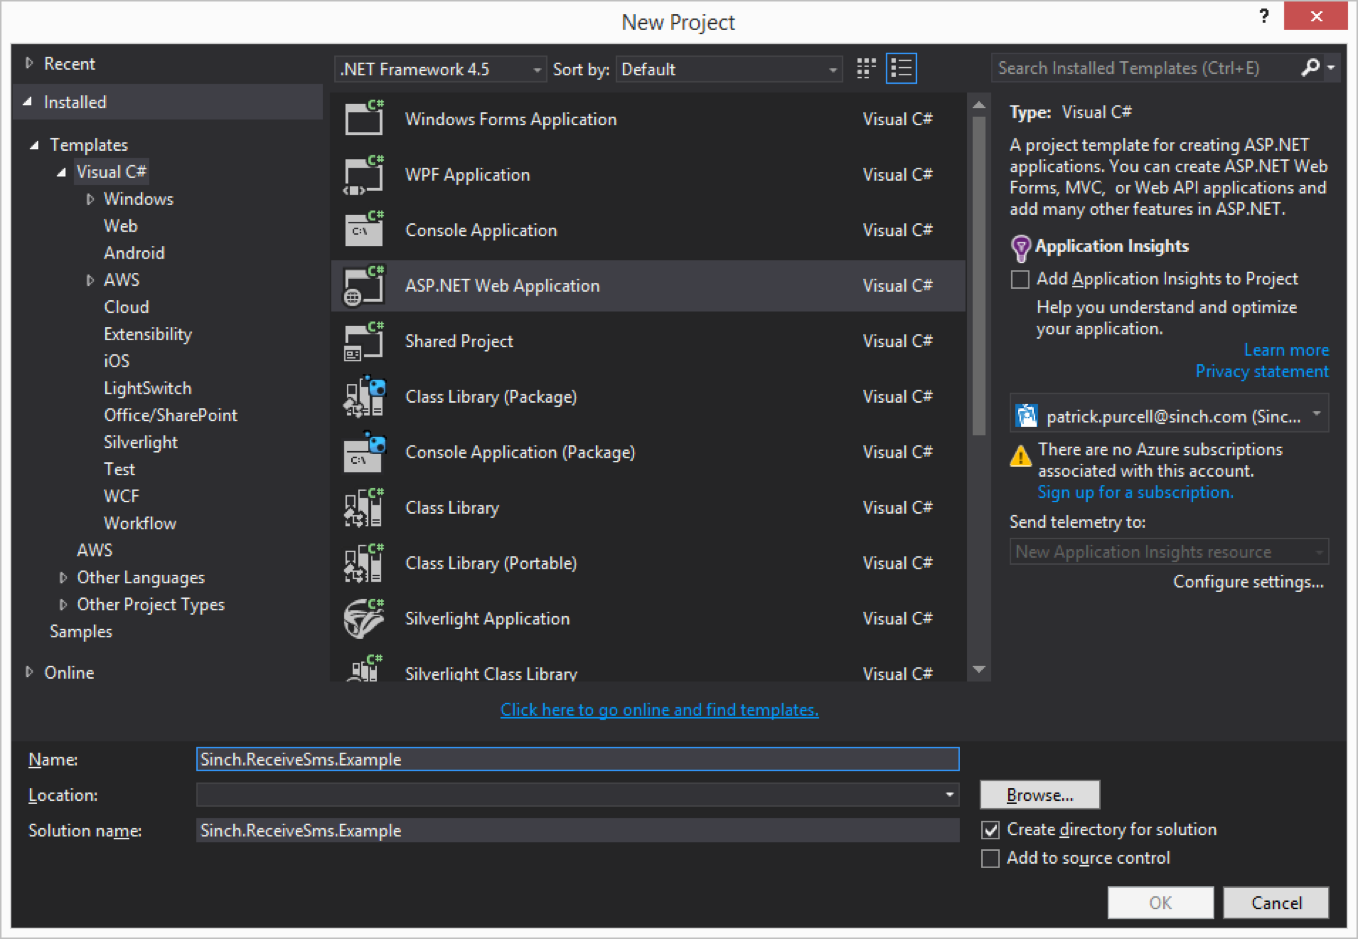 New Project
?
Recent
Installed
Templates
Visual C#
Windows
Web
Android
AWS
Cloud
Extensibility
iOS
LightSwitch
Office/SharePoint
Silverlight
Test
WCF
Workflow
AWS
Other Languages
Other Project Types
Samples
Online
.NET Framework 4.5 Sort by: Default
Windows Forms Application Visual C#
WPF Application Visual C#
Console Application Visual C#
ASP.NET Web Application Visual C#
Shared Project Visual C#
Class Library (Package) Visual C#
Console Application (Package) Visual C#
Class Library Visual C#
Class Library (Portable) Visual C#
Silverlight Application Visual C#
Silverlight Class Library Visual C#
Click here to go online and find templates.
Search Installed Templates (Ctrl+E)
Type: Visual C#
A project template for creating ASP.NET
applications. You can create ASP.NET Web
Forms, MVC, or Web API applications and
add many other features in ASP.NET.
Application Insights
Add Application Insights to Project
Help you understand and optimize
your application.
Learn more
Privacy statement
patrick.purcell@sinch.com (Sinc...
There are no Azure subscriptions
associated with this account.
Sign up for a subscription.
Send telemetry to:
New Application Insights resource
Configure settings...
Name: Sinch.ReceiveSms.Example
Location:
Browse...
Solution name: Sinch.ReceiveSms.Example
Create directory for solution
Add to source control
OK Cancel